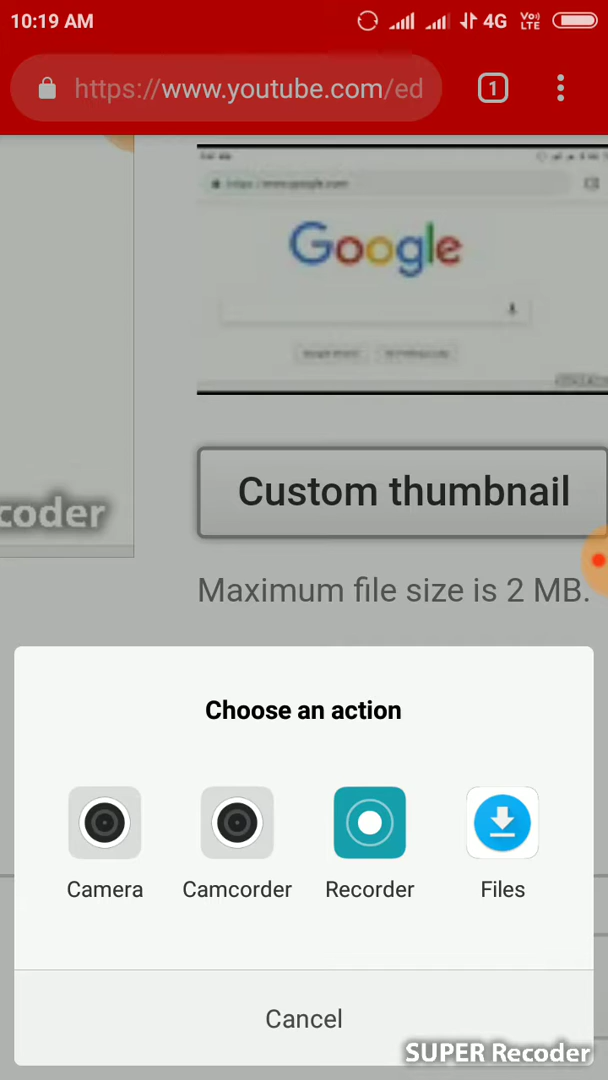 10:19 AM 4G Vo) LTE
https://www.youtube.com/ed 1
Google
Custom thumbnail
coder
Maximum file size is 2 MB.
Choose an action
Camera Camcorder Recorder Files
Cancel
SUPER Recoder